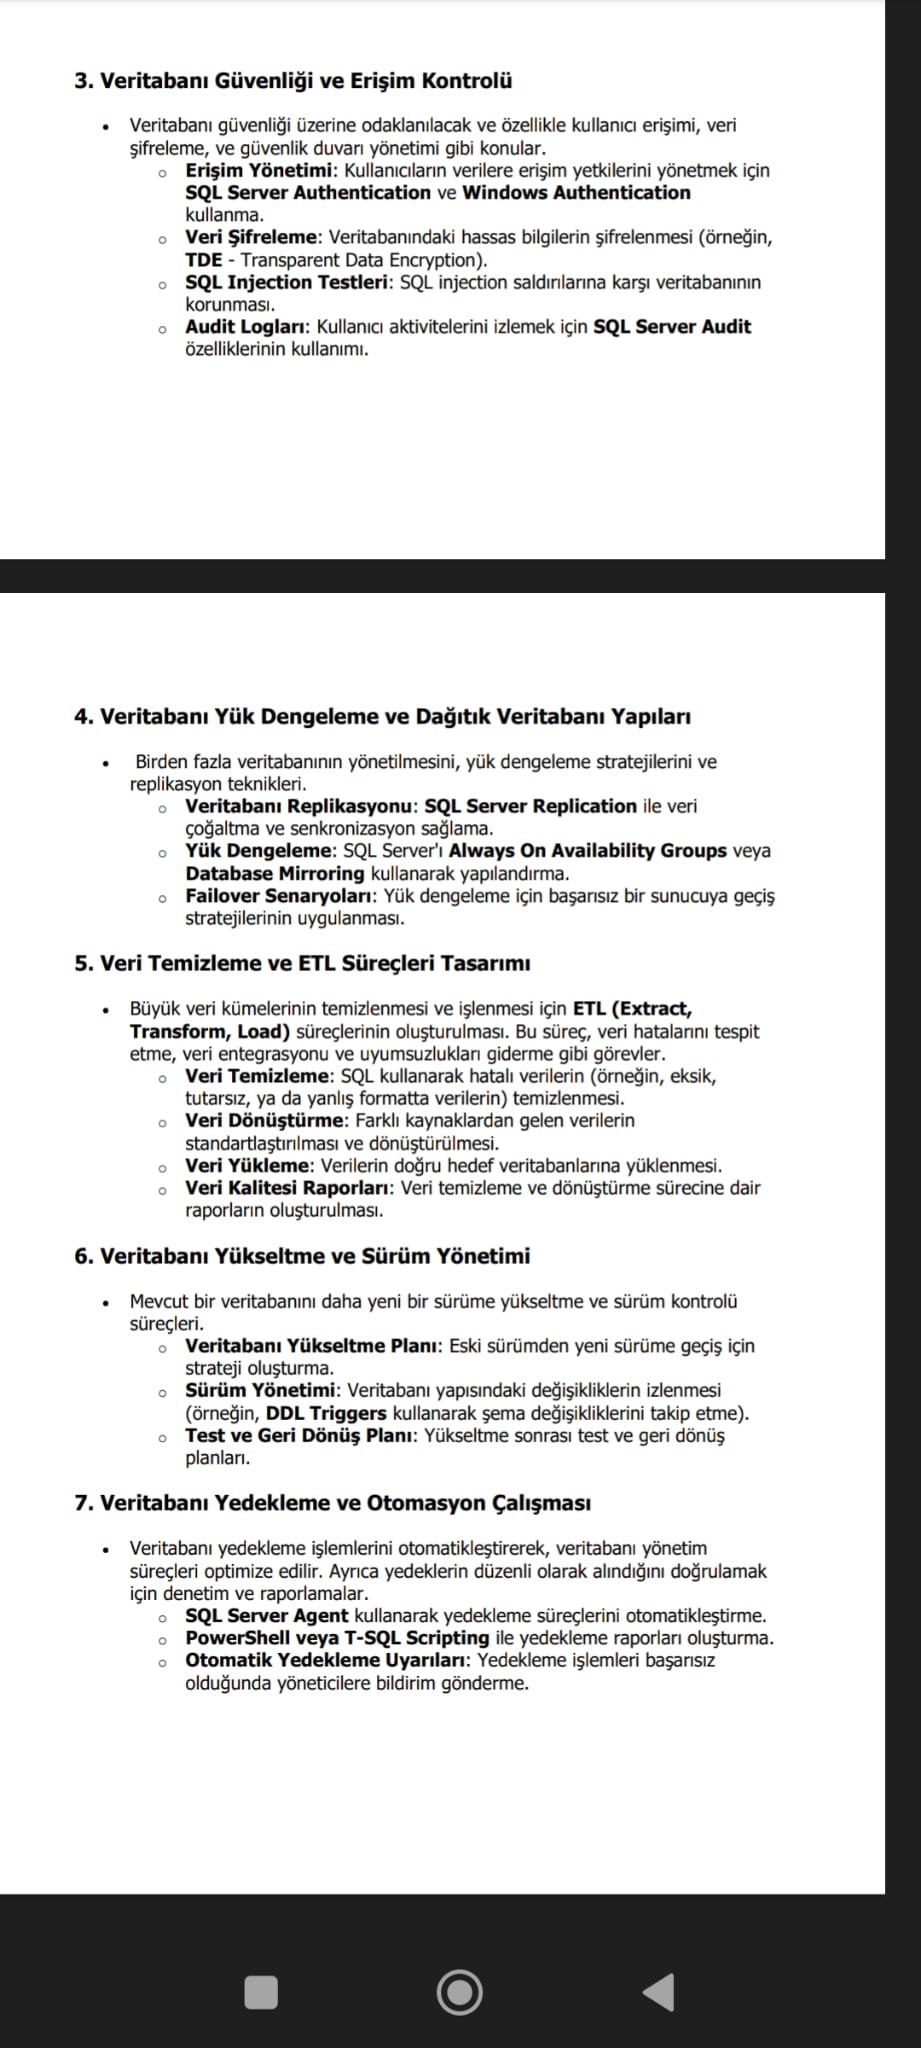 3. Veritabanı Güvenliği ve Erişim Kontrolü
• Veritabanı güvenliği üzerine odaklanılacak ve özellikle kullanıcı erişimi, veri
şifreleme, ve güvenlik duvarı yönetimi gibi konular.
o Erişim Yönetimi: Kullanıcıların verilere erişim yetkilerini yönetmek için
SQL Server Authentication ve Windows Authentication
kullanma.
o Veri Şifreleme: Veritabanındaki hassas bilgilerin şifrelenmesi (örneğin,
TDE - Transparent Data Encryption).
o SQL Injection Testleri: SQL injection saldırılarına karşı veritabanının
korunması.
o Audit Logları: Kullanıcı aktivitelerini izlemek için SQL Server Audit
özelliklerinin kullanımı.
4. Veritabanı Yük Dengeleme ve Dağıtık Veritabanı Yapıları
• Birden fazla veritabanının yönetilmesini, yük dengeleme stratejilerini ve
replikasyon teknikleri.
o Veritabanı Replikasyonu: SQL Server Replication ile veri
çoğaltma ve senkronizasyon sağlama.
o Yük Dengeleme: SQL Server'ı Always On Availability Groups veya
Database Mirroring kullanarak yapılandırma.
o Failover Senaryoları: Yük dengeleme için başarısız bir sunucuya geçiş
stratejilerinin uygulanması.
5. Veri Temizleme ve ETL Süreçleri Tasarımı
• Büyük veri kümelerinin temizlenmesi ve işlenmesi için ETL (Extract,
Transform, Load) süreçlerinin oluşturulması. Bu süreç, veri hatalarını tespit
etme, veri entegrasyonu ve uyumsuzlukları giderme gibi görevler.
o Veri Temizleme: SQL kullanarak hatalı verilerin (örneğin, eksik,
tutarsız, ya da yanlış formatta verilerin) temizlenmesi.
o Veri Dönüştürme: Farklı kaynaklardan gelen verilerin
standartlaştırılması ve dönüştürülmesi.
o Veri Yükleme: Verilerin doğru hedef veritabanlarına yüklenmesi.
o Veri Kalitesi Raporları: Veri temizleme ve dönüştürme sürecine dair
raporların oluşturulması.
6. Veritabanı Yükseltme ve Sürüm Yönetimi
• Mevcut bir veritabanını daha yeni bir sürüme yükseltme ve sürüm kontrolü
süreçleri.
o Veritabanı Yükseltme Planı: Eski sürümden yeni sürüme geçiş için
strateji oluşturma.
o Sürüm Yönetimi: Veritabanı yapısındaki değişikliklerin izlenmesi
(örneğin, DDL Triggers kullanarak şema değişikliklerini takip etme).
o Test ve Geri Dönüş Planı: Yükseltme sonrası test ve geri dönüş
planları.
7. Veritabanı Yedekleme ve Otomasyon Çalışması
• Veritabanı yedekleme işlemlerini otomatikleştirerek, veritabanı yönetim
süreçleri optimize edilir. Ayrıca yedeklerin düzenli olarak alındığını doğrulamak
için denetim ve raporlamalar.
o SQL Server Agent kullanarak yedekleme süreçlerini otomatikleştirme.
o PowerShell veya T-SQL Scripting ile yedekleme raporları oluşturma.
o Otomatik Yedekleme Uyarıları: Yedekleme işlemleri başarısız
olduğunda yöneticilere bildirim gönderme.